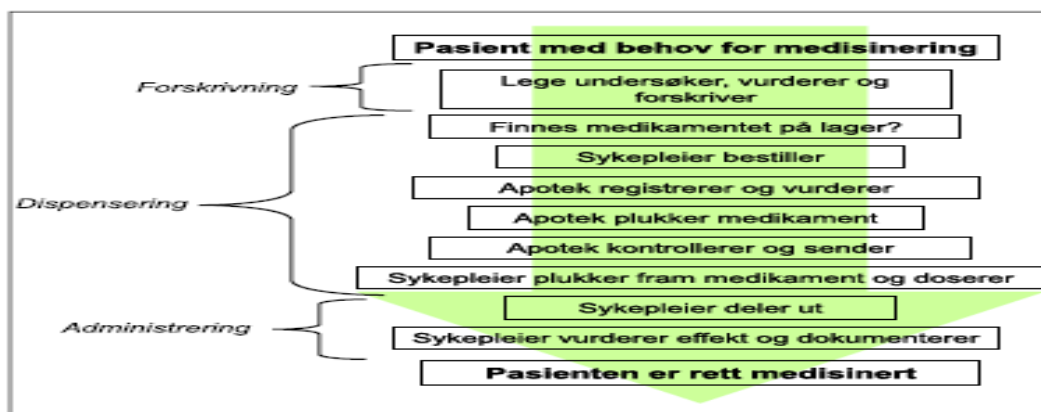 Pasient med behov for medisinering
Forskrivning
Lege undersøker, vurderer og
forskriver
Dispensering
Finnes medikamentet på lager?
Sykepleier bestiller
Apotek registrerer og vurderer
Apotek plukker medikament
Apotek kontrollerer og sender
Sykepleier plukker fram medikament og doserer
Administrering
Sykepleier deler ut
Sykepleier vurderer effekt og dokumenterer
Pasienten er rett medisinert